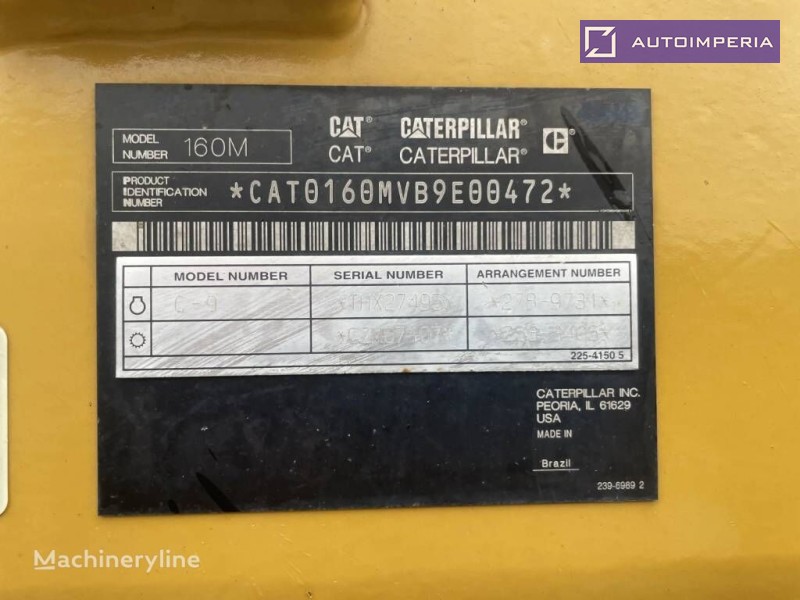 AUTOIMPERIA
CAT® CATERPILLAR®
CAT® CATERPILLAR®
MODEL NUMBER 160M
PRODUCT IDENTIFICATION NUMBER *CAT0160MVB9E00472*
MODEL NUMBER SERIAL NUMBER ARRANGEMENT NUMBER
C-9
225-4150 5
CATERPILLAR INC.
PEORIA, IL 61629
USA
MADE IN
Brazil
239-6969 2
Machineryline